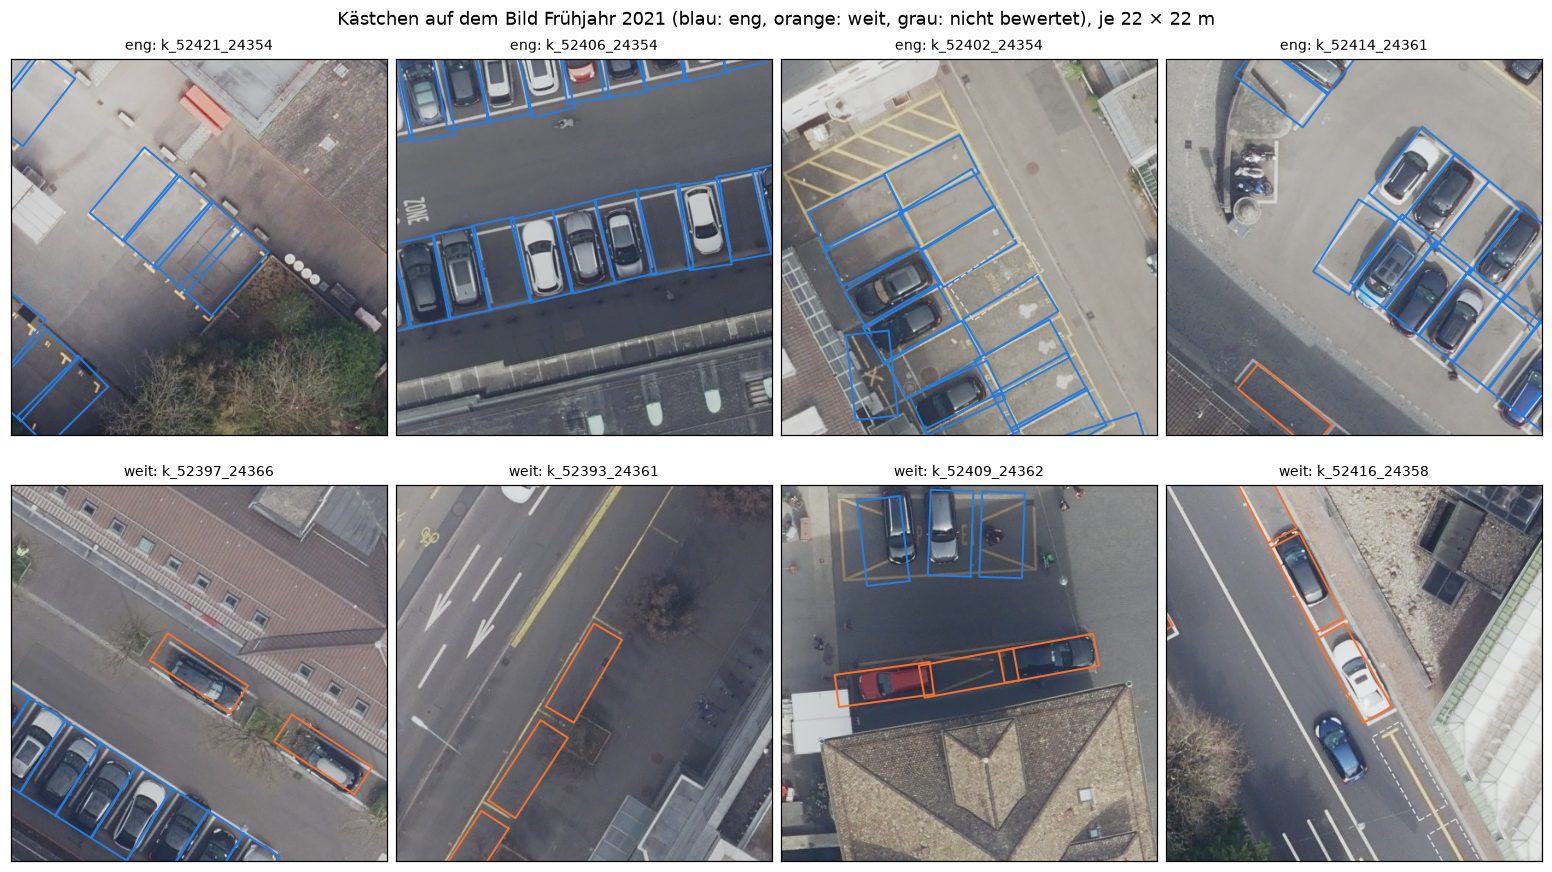 Kästchen auf dem Bild Frühjahr 2021 (blau: eng, orange: weit, grau: nicht bewertet), je 22 × 22 m
eng: k_52421_24354
eng: k_52406_24354
eng: k_52402_24354
eng: k_52414_24361
ZONE
weit: k_52397_24366
weit: k_52393_24361
weit: k_52409_24362
weit: k_52416_24358